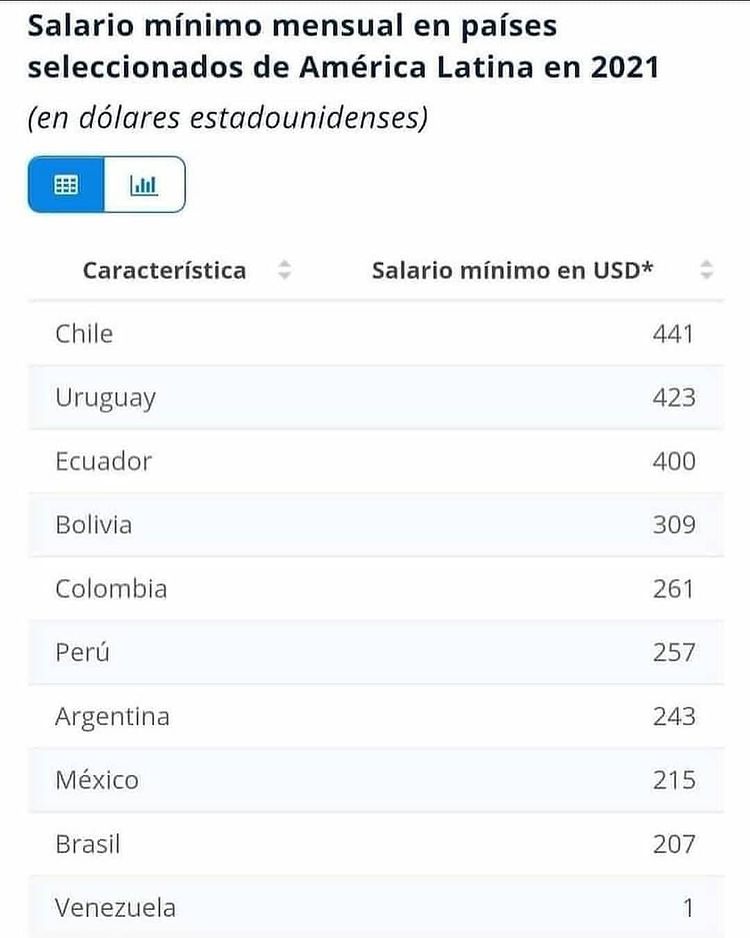 Salario mínimo mensual en países
seleccionados de América Latina en 2021
(en dólares estadounidenses)
Característica Salario mínimo en USD*
Chile 441
Uruguay 423
Ecuador 400
Bolivia 309
Colombia 261
Perú 257
Argentina 243
México 215
Brasil 207
Venezuela 1